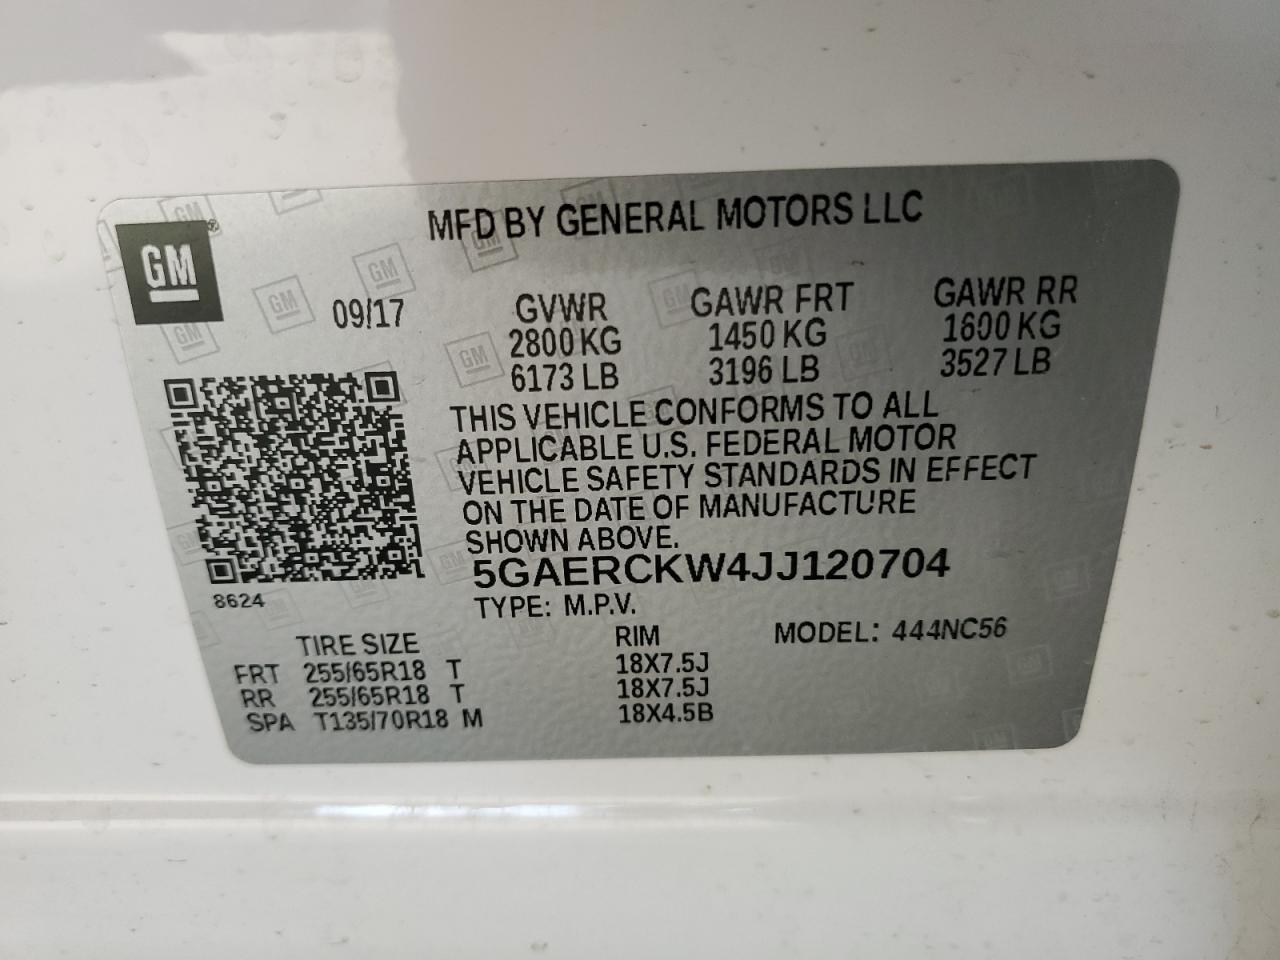 MFD BY GENERAL MOTORS LLC
GM®
09/17 GVWR GAWR FRT GAWR RR
2800 KG 1450 KG 1600 KG
6173 LB 3196 LB 3527 LB
THIS VEHICLE CONFORMS TO ALL
APPLICABLE U.S. FEDERAL MOTOR
VEHICLE SAFETY STANDARDS IN EFFECT
ON THE DATE OF MANUFACTURE
SHOWN ABOVE.
5GAERCKW4JJ120704
8624
TYPE: M.P.V.
TIRE SIZE RIM MODEL: 444NC56
FRT 255/65R18 T 18X7.5J
RR 255/65R18 T 18X7.5J
SPA T135/70R18 M 18X4.5B